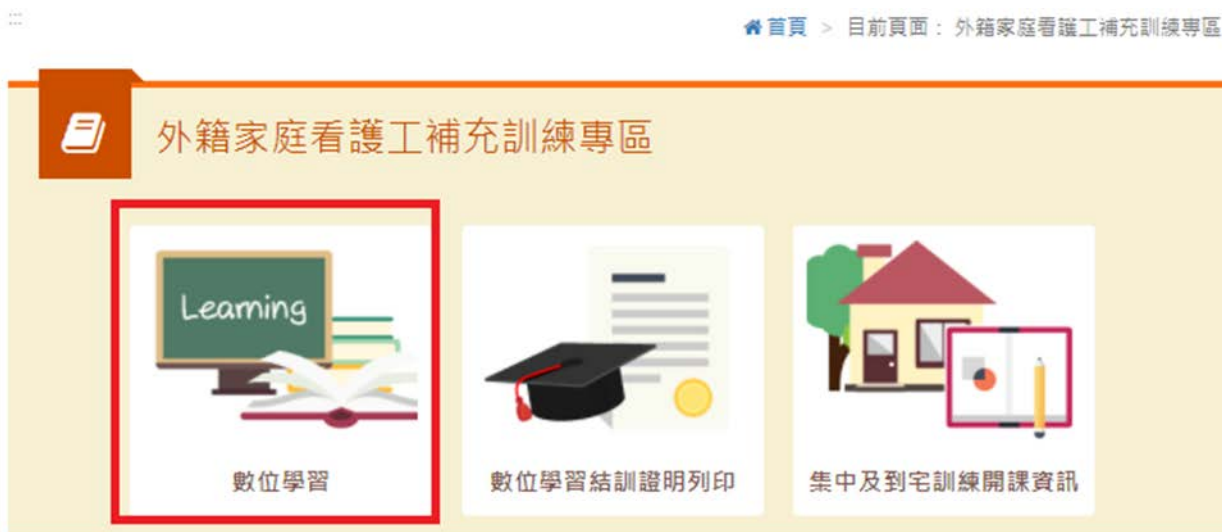 首頁 > 目前頁面： 外籍家庭看護工補充訓練專區
外籍家庭看護工補充訓練專區
Learning
數位學習
數位學習結訓證明列印
集中及到宅訓練開課資訊